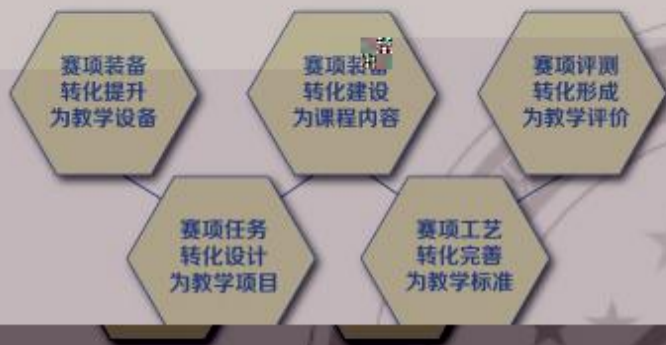 赛项装备
转化提升
为教学设备
赛项装
转化建设
为课程内容
赛项评测
转化形成
为教学评价
赛项任务
转化设计
为教学项目
赛项工艺
转化完善
为教学标准